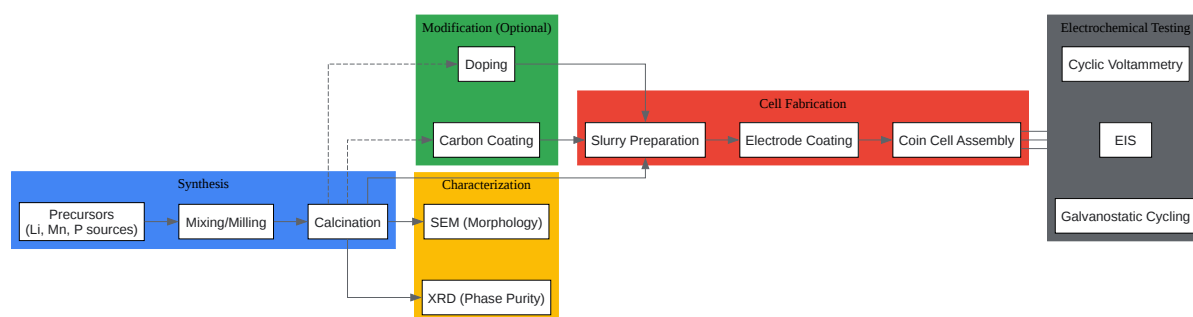 Modification (Optional)
Doping
Carbon Coating
Electrochemical Testing
Cyclic Voltammetry
EIS
Galvanostatic Cycling
Cell Fabrication
Slurry Preparation
Electrode Coating
Coin Cell Assembly
Synthesis
Precursors
(Li, Mn, P sources)
Mixing/Milling
Calcination
Characterization
SEM (Morphology)
XRD (Phase Purity)